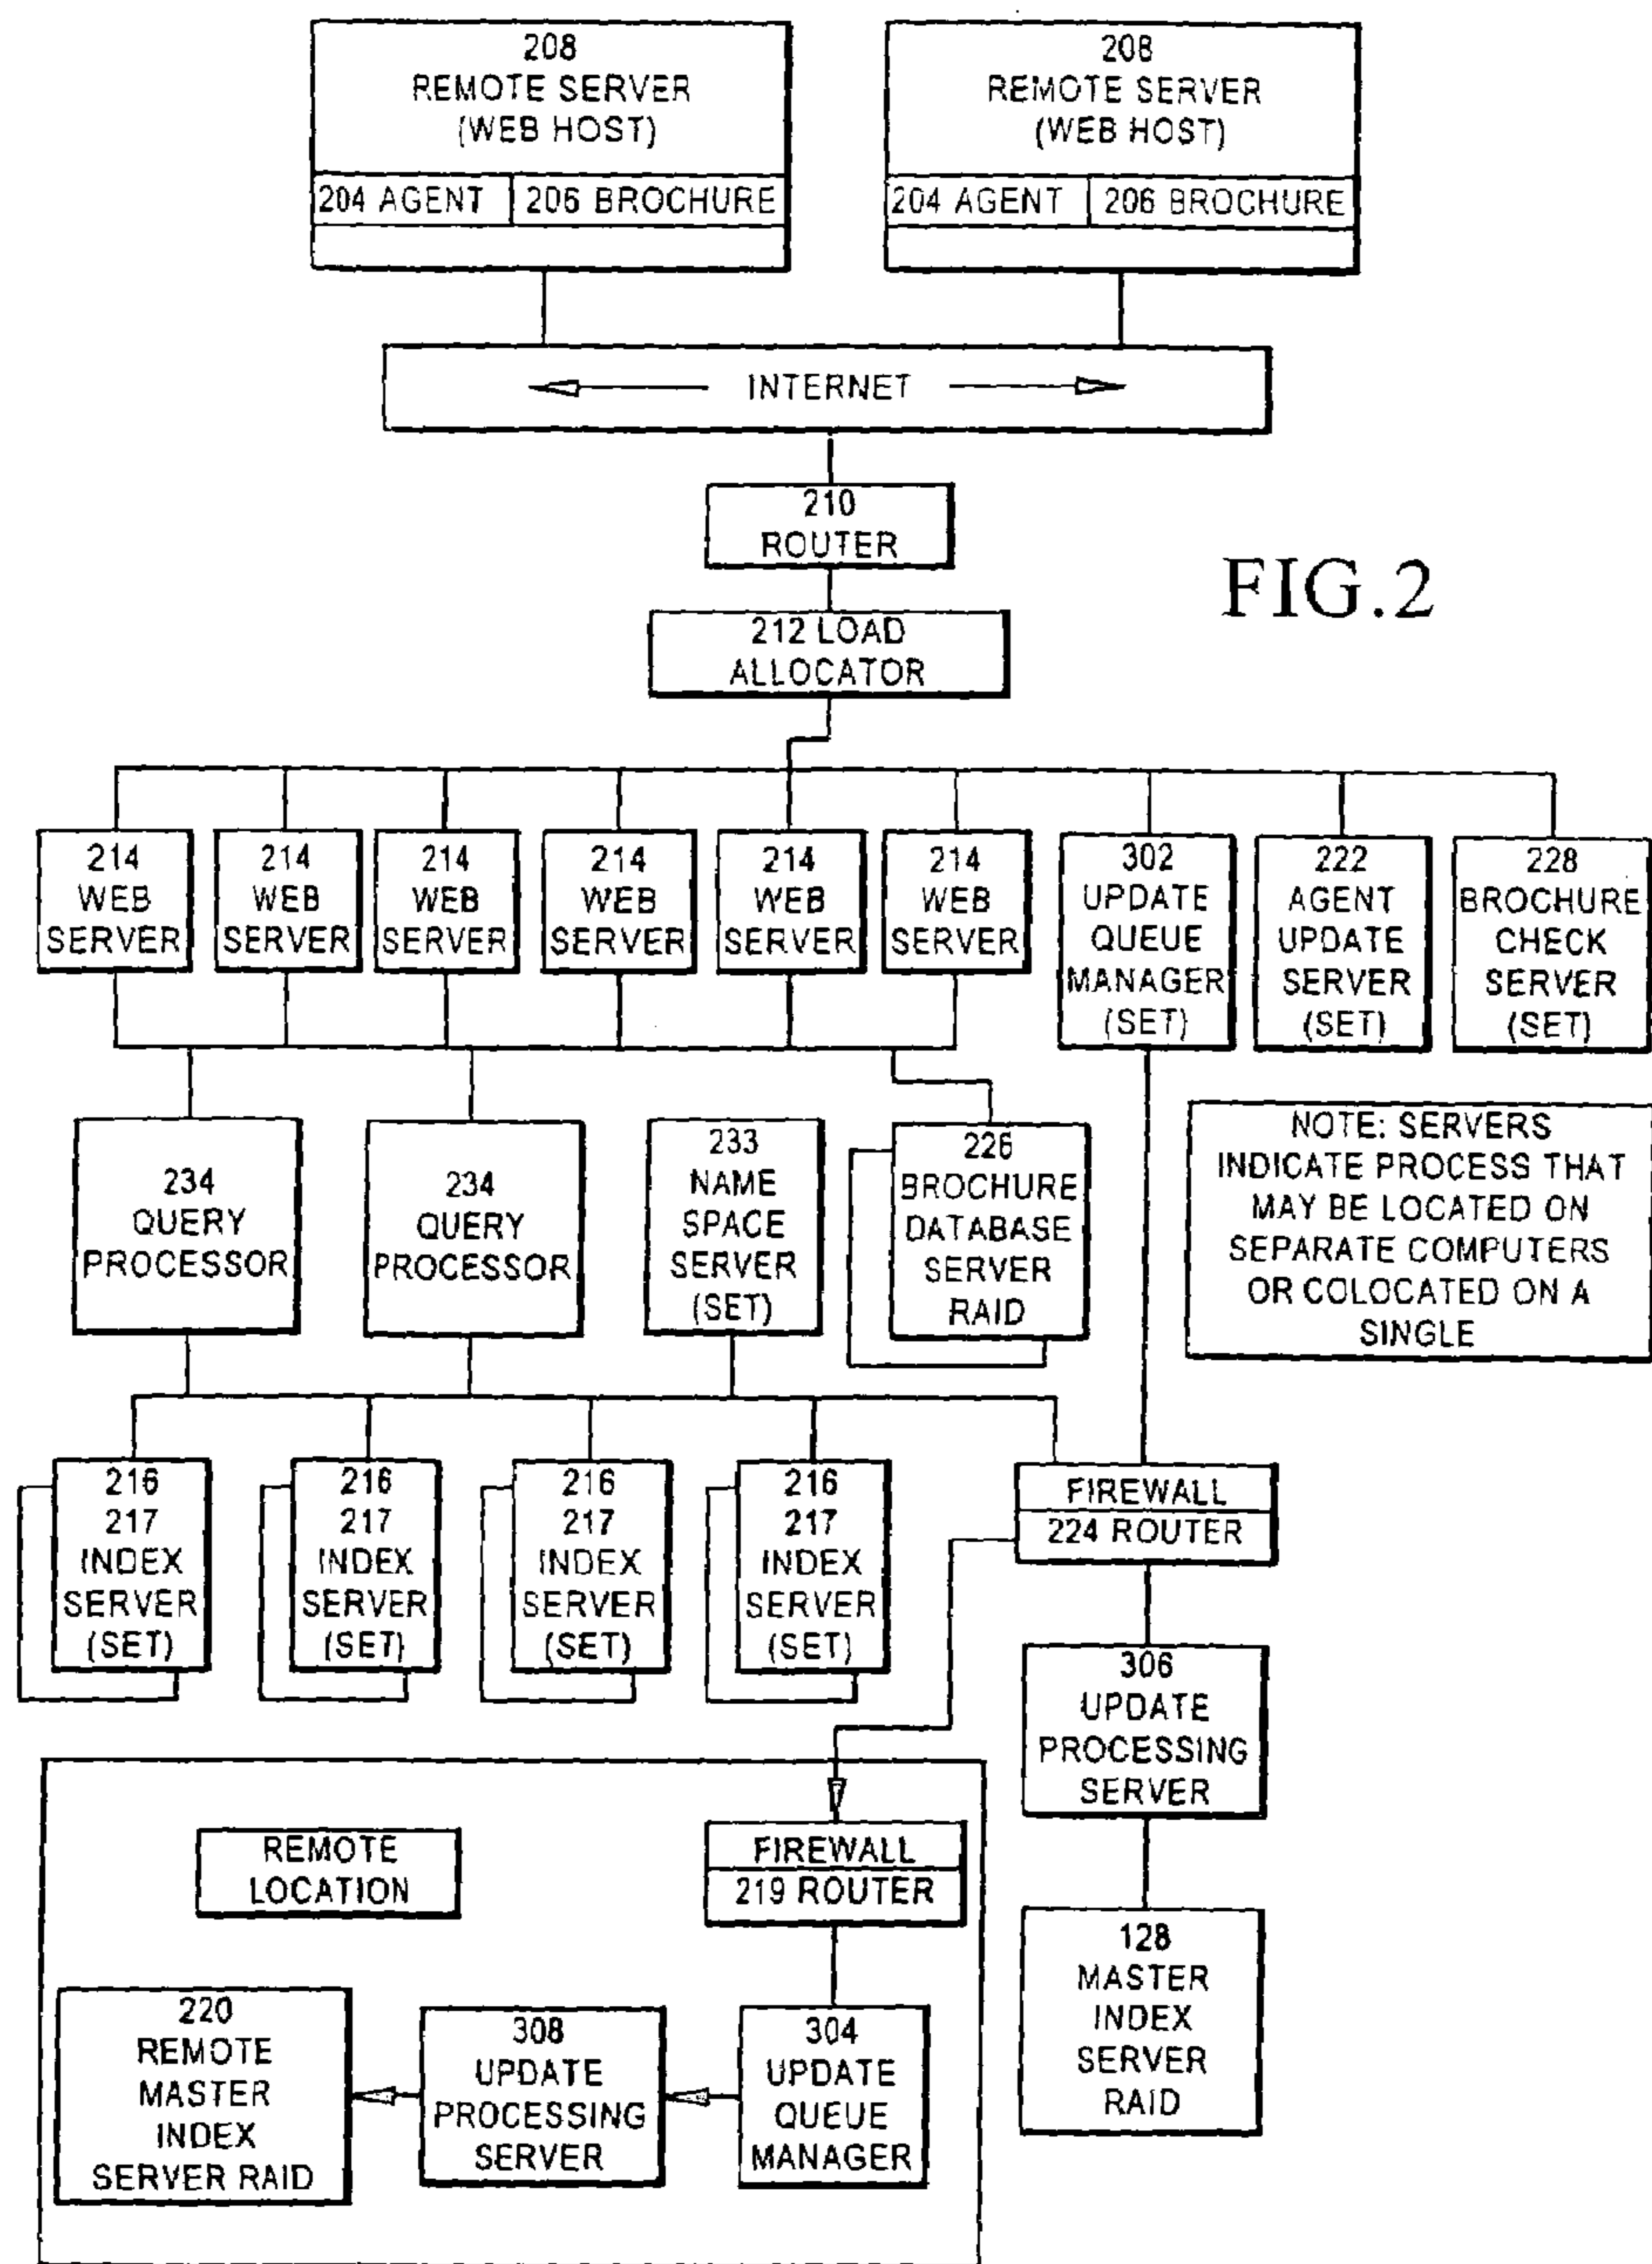 208
REMOTE SERVER
(WEB HOST)
204 AGENT
206 BROCHURE
208
REMOTE SERVER
(WEB HOST)
204 AGENT
206 BROCHURE
INTERNET
210
ROUTER
FIG.2
212 LOAD
ALLOCATOR
214
WEB
SERVER
214
WEB
SERVER
214
WEB
SERVER
214
WEB
SERVER
214
WEB
SERVER
214
WEB
SERVER
302
UPDATE
QUEUE
MANAGER
(SET)
222
AGENT
UPDATE
SERVER
(SET)
228
BROCHURE
CHECK
SERVER
(SET)
234
QUERY
PROCESSOR
234
QUERY
PROCESSOR
233
NAME
SPACE
SERVER
(SET)
226
BROCHURE
DATABASE
SERVER
RAID
NOTE: SERVERS
INDICATE PROCESS THAT
MAY BE LOCATED ON
SEPARATE COMPUTERS
OR COLOCATED ON A
SINGLE
216
217
INDEX
SERVER
(SET)
216
217
INDEX
SERVER
(SET)
216
217
INDEX
SERVER
(SET)
216
217
INDEX
SERVER
(SET)
FIREWALL
224 ROUTER
306
UPDATE
PROCESSING
SERVER
REMOTE
LOCATION
FIREWALL
219 ROUTER
128
MASTER
INDEX
SERVER
RAID
220
REMOTE
MASTER
INDEX
SERVER RAID
308
UPDATE
PROCESSING
SERVER
304
UPDATE
QUEUE
MANAGER